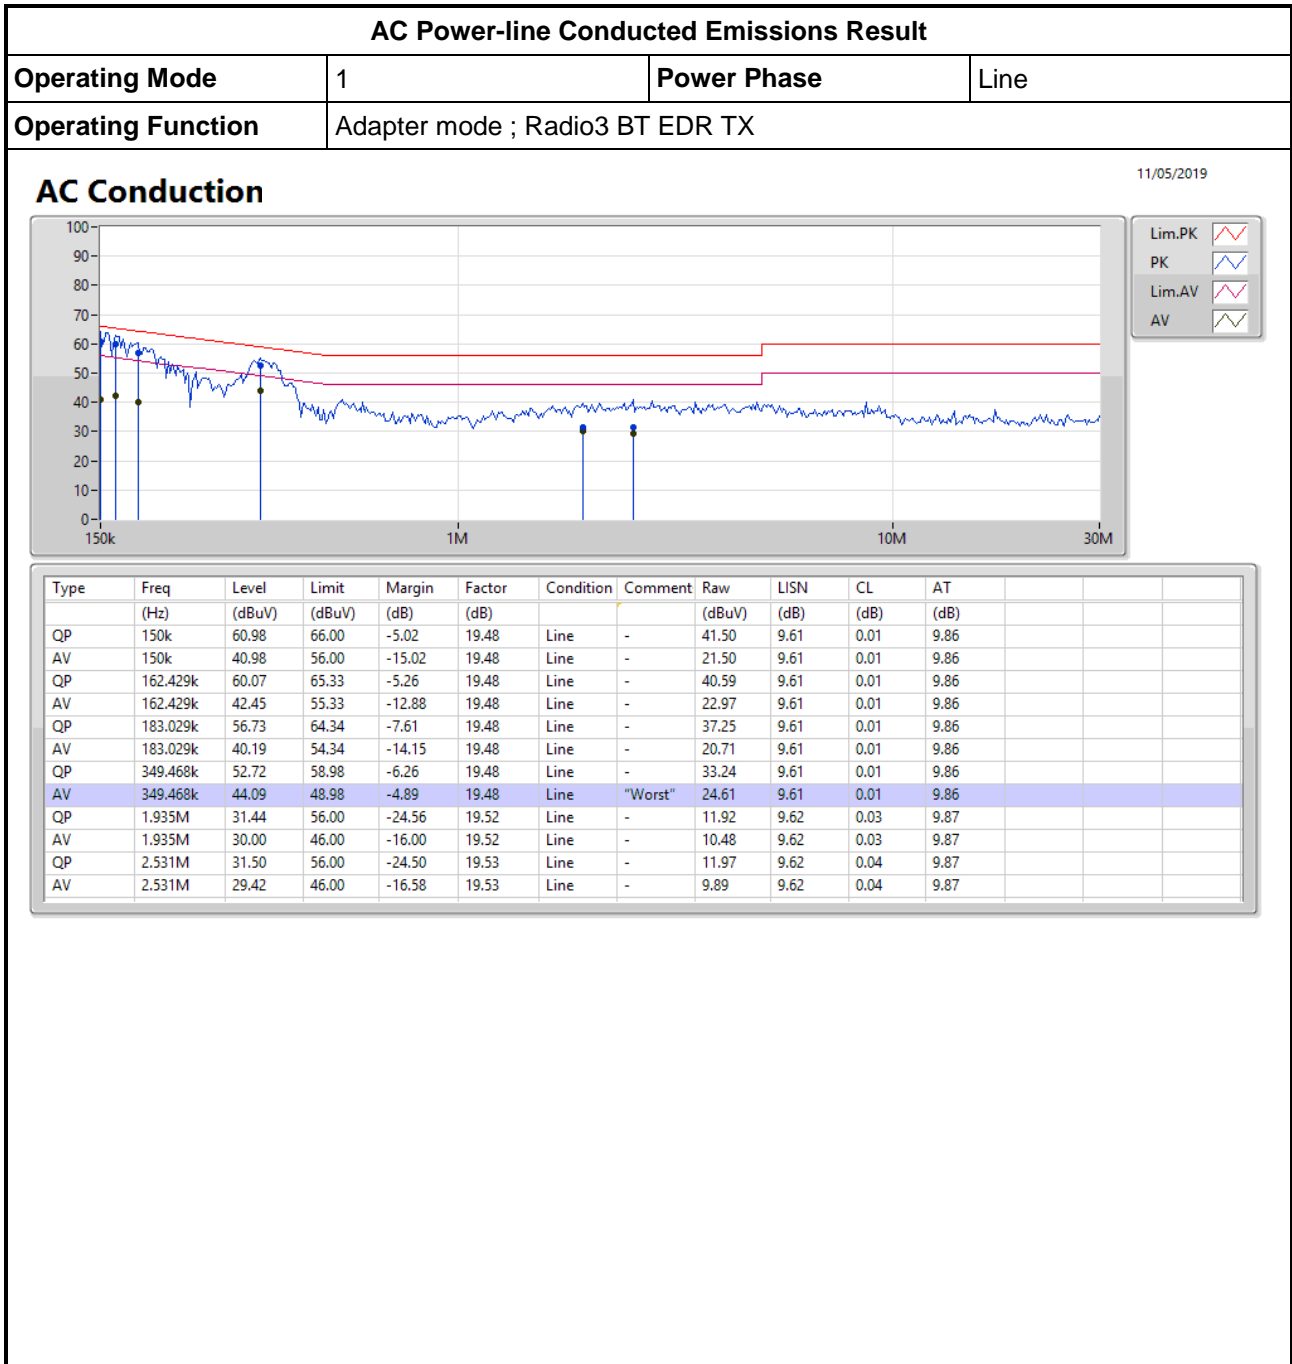 AC Power-line Conducted Emissions Result
Operating Mode 1 Power Phase Line
Operating Function Adapter mode ; Radio3 BT EDR TX
11/05/2019
AC Conduction
100
90
80
70
60
50
40
30
20
10
0
150k 1M 10M 30M
Lim.PK
PK
Lim.AV
AV
Type Freq Level Limit Margin Factor Condition Comment Raw LISN CL AT
(Hz) (dBuV) (dBuV) (dB) (dB) (dBuV) (dB) (dB) (dB)
QP 150k 60.98 66.00 -5.02 19.48 Line - 41.50 9.61 0.01 9.86
AV 150k 40.98 56.00 -15.02 19.48 Line - 21.50 9.61 0.01 9.86
QP 162.429k 60.07 65.33 -5.26 19.48 Line - 40.59 9.61 0.01 9.86
AV 162.429k 42.45 55.33 -12.88 19.48 Line - 22.97 9.61 0.01 9.86
QP 183.029k 56.73 64.34 -7.61 19.48 Line - 37.25 9.61 0.01 9.86
AV 183.029k 40.19 54.34 -14.15 19.48 Line - 20.71 9.61 0.01 9.86
QP 349.468k 52.72 58.98 -6.26 19.48 Line - 33.24 9.61 0.01 9.86
AV 349.468k 44.09 48.98 -4.89 19.48 Line "Worst" 24.61 9.61 0.01 9.86
QP 1.935M 31.44 56.00 -24.56 19.52 Line - 11.92 9.62 0.03 9.87
AV 1.935M 30.00 46.00 -16.00 19.52 Line - 10.48 9.62 0.03 9.87
QP 2.531M 31.50 56.00 -24.50 19.53 Line - 11.97 9.62 0.04 9.87
AV 2.531M 29.42 46.00 -16.58 19.53 Line - 9.89 9.62 0.04 9.87